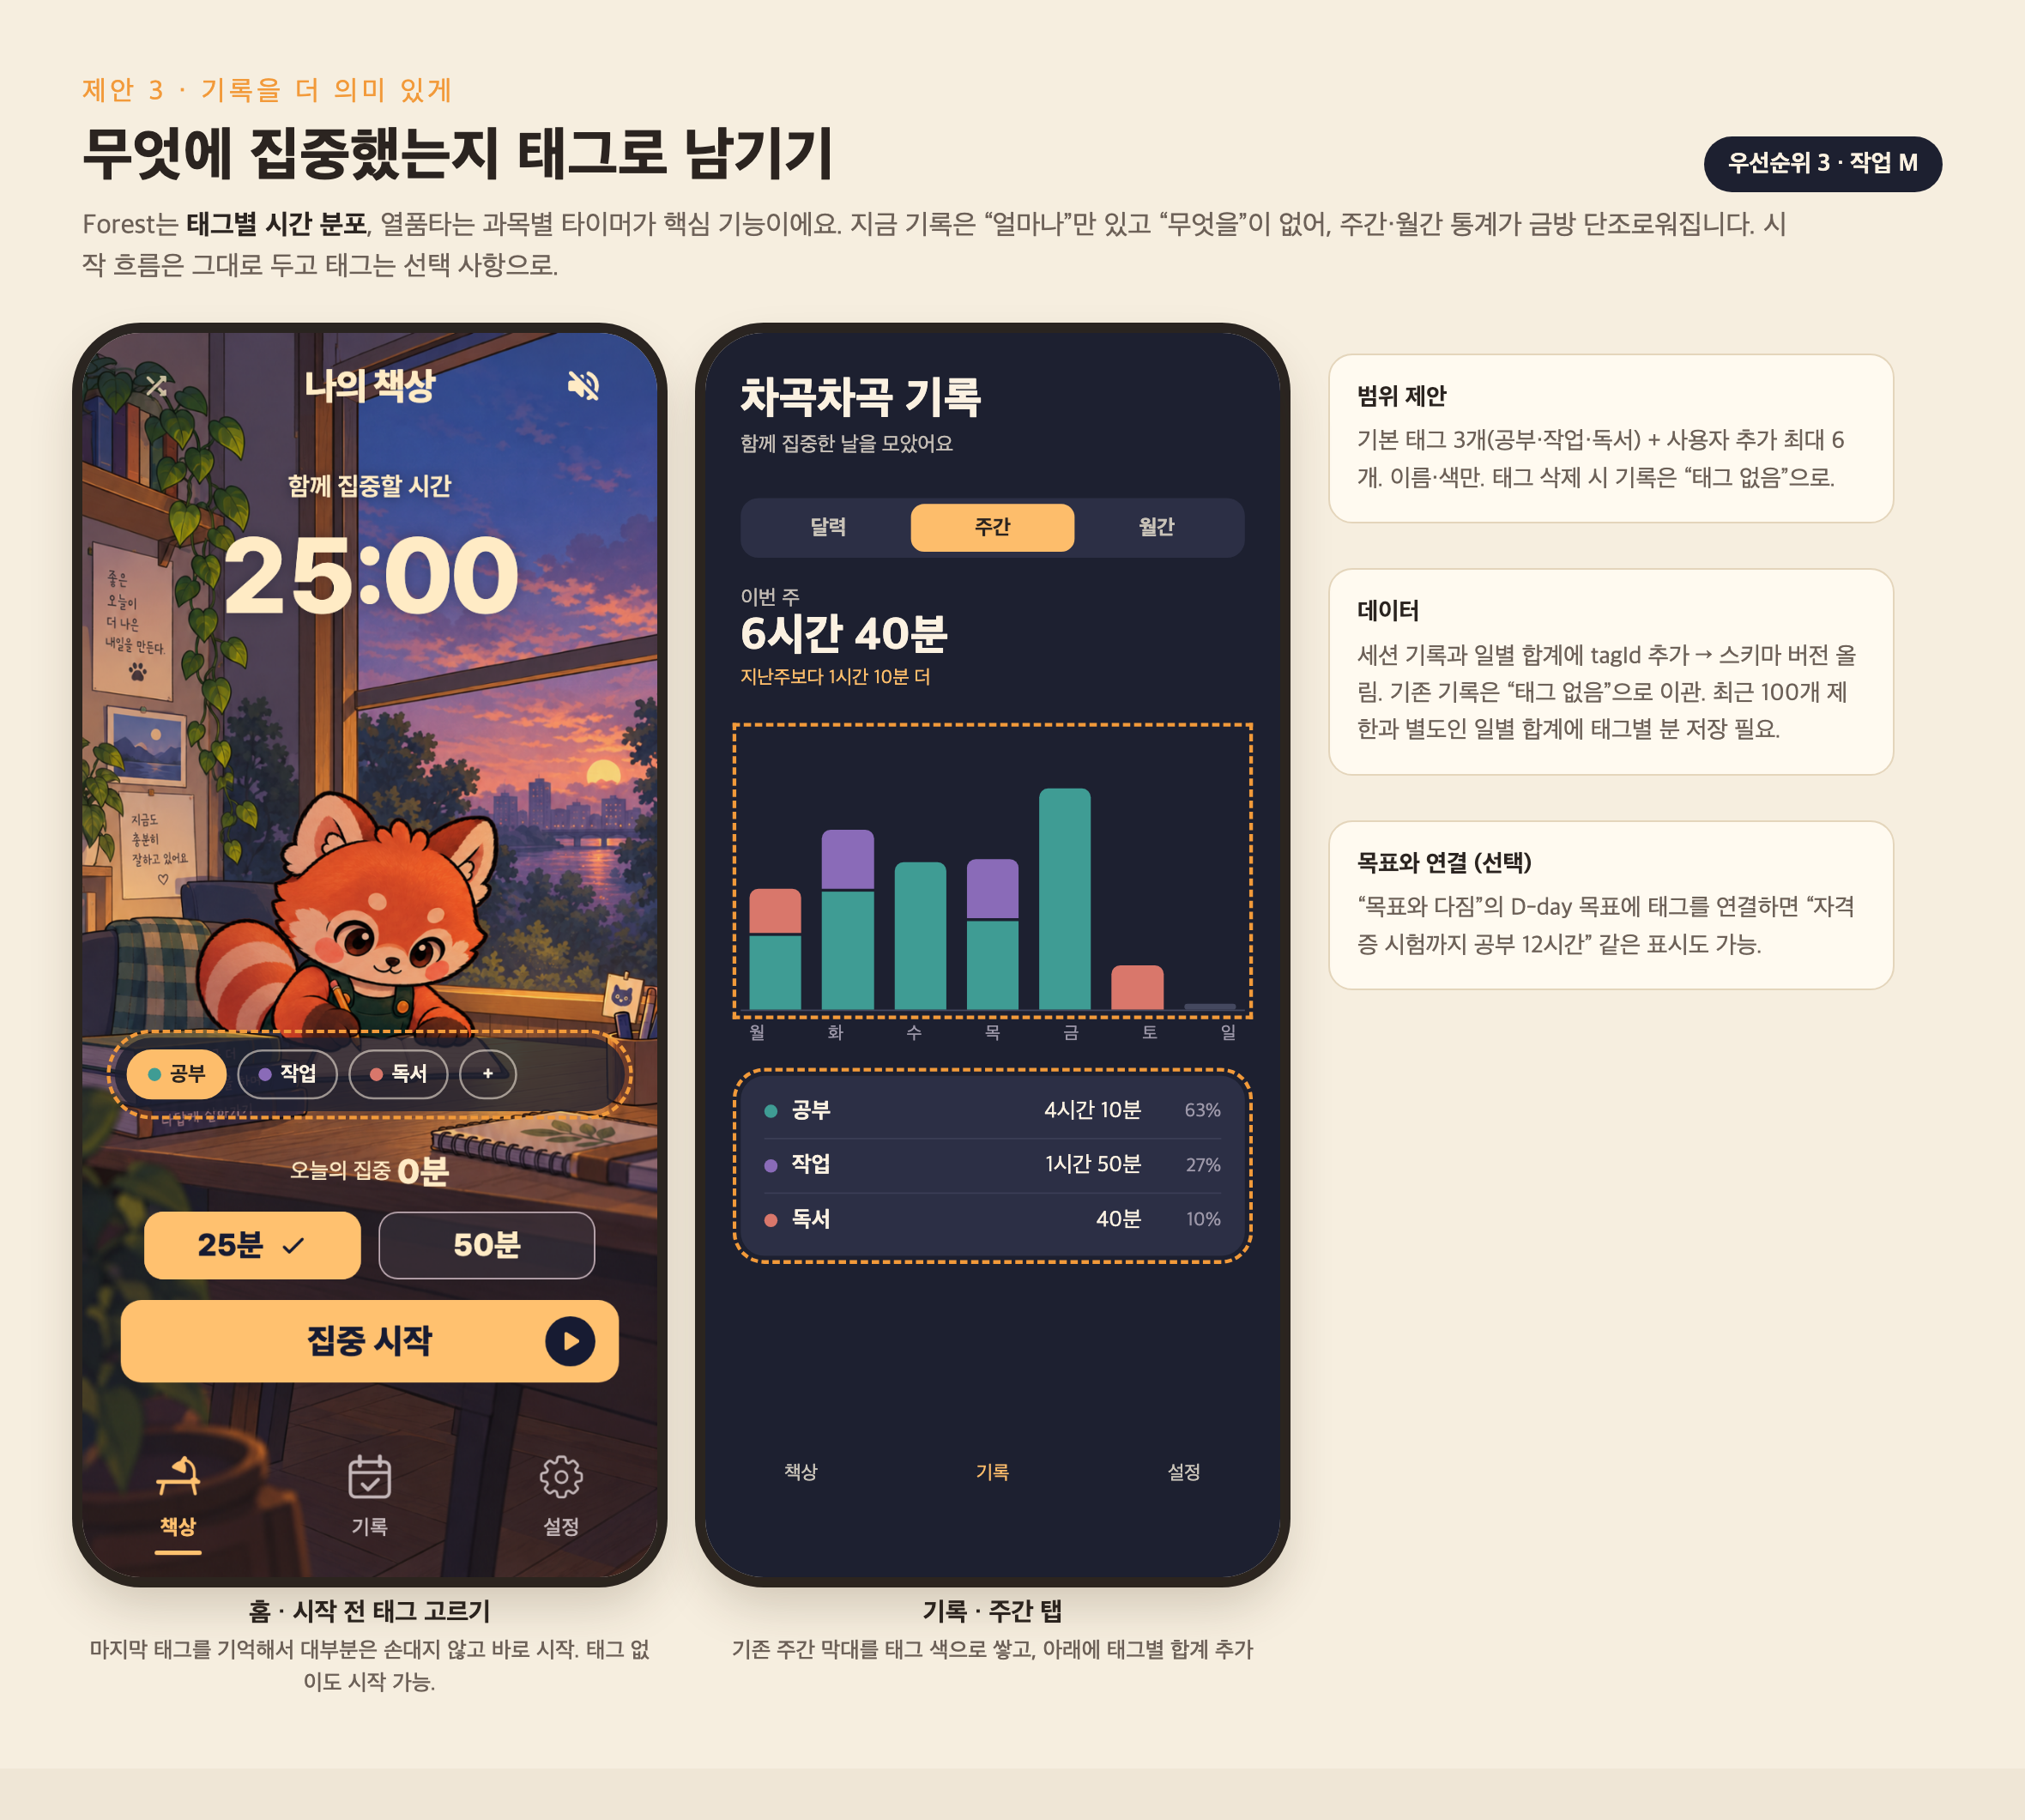 제안 3 · 기록을 더 의미 있게
무엇에 집중했는지 태그로 남기기
우선순위 3 · 작업 M
Forest는 태그별 시간 분포, 열품타는 과목별 타이머가 핵심 기능이에요. 지금 기록은 “얼마나”만 있고 “무엇을”이 없어, 주간·월간 통계가 금방 단조로워집니다. 시
작 흐름은 그대로 두고 태그는 선택 사항으로.
나의 책상
함께 집중할 시간
25:00
좋은
오늘이
더 나은
내일을 만든다.
지금도
충분히
잘하고 있어요
공부
작업
독서
+
오늘의 집중 0분
25분
50분
집중 시작
책상
기록
설정
홈 · 시작 전 태그 고르기
마지막 태그를 기억해서 대부분은 손대지 않고 바로 시작. 태그 없
이도 시작 가능.
차곡차곡 기록
함께 집중한 날을 모았어요
달력
주간
월간
이번 주
6시간 40분
지난주보다 1시간 10분 더
월
화
수
목
금
토
일
공부 4시간 10분 63%
작업 1시간 50분 27%
독서 40분 10%
책상
기록
설정
기록 · 주간 탭
기존 주간 막대를 태그 색으로 쌓고, 아래에 태그별 합계 추가
범위 제안
기본 태그 3개(공부·작업·독서) + 사용자 추가 최대 6
개. 이름·색만. 태그 삭제 시 기록은 “태그 없음”으로.
데이터
세션 기록과 일별 합계에 tagId 추가 → 스키마 버전 올
림. 기존 기록은 “태그 없음”으로 이관. 최근 100개 제
한과 별도인 일별 합계에 태그별 분 저장 필요.
목표와 연결 (선택)
“목표와 다짐”의 D-day 목표에 태그를 연결하면 “자격
증 시험까지 공부 12시간” 같은 표시도 가능.